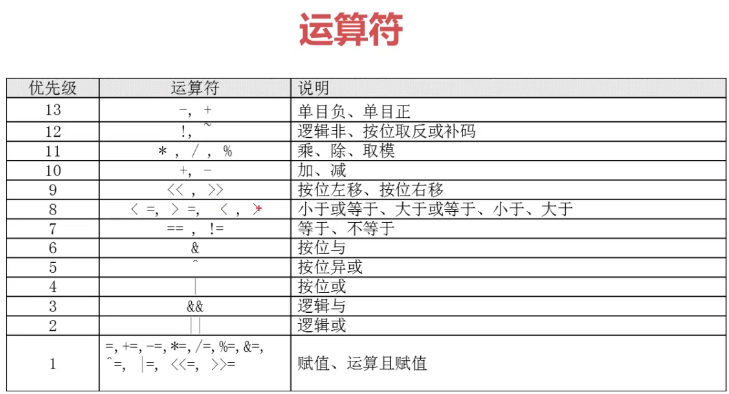 运算符
优先级 运算符 说明
13 -, + 单目负、单目正
12 !, ~ 逻辑非、按位取反或补码
11 * , / , % 乘、除、取模
10 +, - 加、减
9 << , >> 按位左移、按位右移
8 < =, > =, < , > 小于或等于、大于或等于、小于、大于
7 == , != 等于、不等于
6 & 按位与
5 ^ 按位异或
4 | 按位或
3 && 逻辑与
2 || 逻辑或
=,+=,-=,*=,/=,%=,&=,
1 ^=, |=, <<=, >>= 赋值、运算且赋值